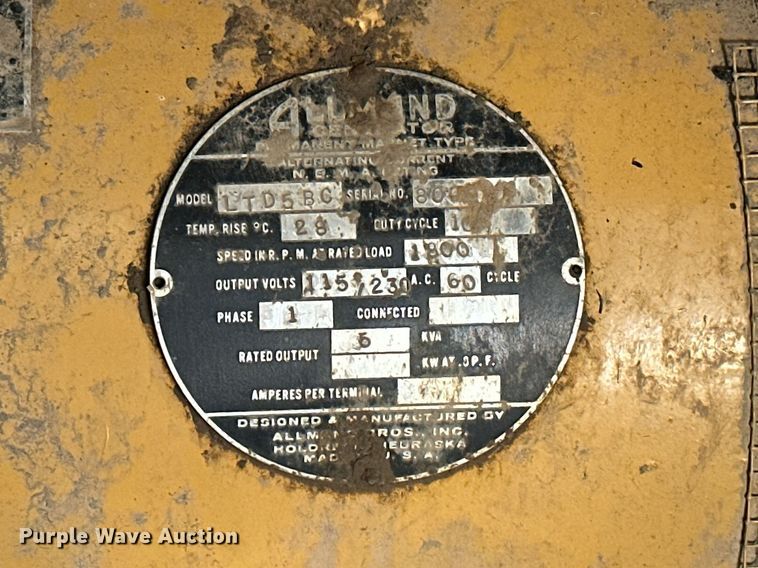 ALLMAND
GENERATOR
PERMANENT MAGNET TYPE
ALTERNATING CURRENT
N.E.M.A.
MODEL LTD5BC SERIAL NO.
TEMP. RISE °C. 28 DUTY CYCLE
SPEED IN R.P.M. AT RATED LOAD 1800
OUTPUT VOLTS 115/230 A.C. 60 CYCLE
PHASE 1 CONNECTED
5 KVA
RATED OUTPUT KW AT .8 P.F.
AMPERES PER TERMINAL
DESIGNED & MANUFACTURED BY
ALLMAND BROS., INC.
HOLDREGE NEBRASKA
MADE IN U.S.A.
Purple Wave Auction